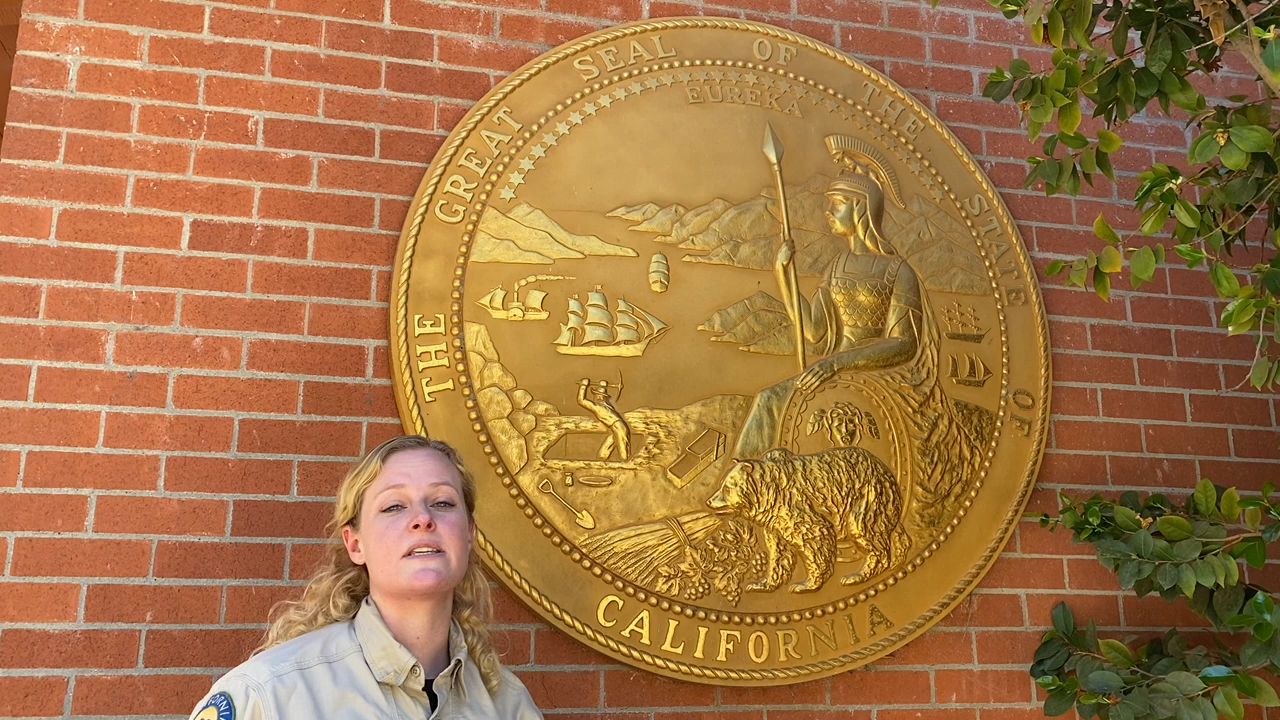 THE GREAT SEAL OF THE STATE OF CALIFORNIA
EUREKA